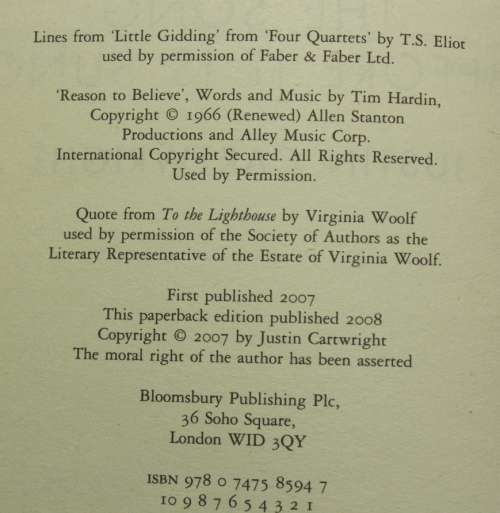 Lines from 'Little Gidding' from 'Four Quartets' by T.S. Eliot
used by permission of Faber & Faber Ltd.
'Reason to Believe', Words and Music by Tim Hardin,
Copyright © 1966 (Renewed) Allen Stanton
Productions and Alley Music Corp.
International Copyright Secured. All Rights Reserved.
Used by Permission.
Quote from To the Lighthouse by Virginia Woolf
used by permission of the Society of Authors as the
Literary Representative of the Estate of Virginia Woolf.
First published 2007
This paperback edition published 2008
Copyright © 2007 by Justin Cartwright
The moral right of the author has been asserted
Bloomsbury Publishing Plc,
36 Soho Square,
London W1D 3QY
ISBN 978 0 7475 8594 7
10 9 8 7 6 5 4 3 2 1